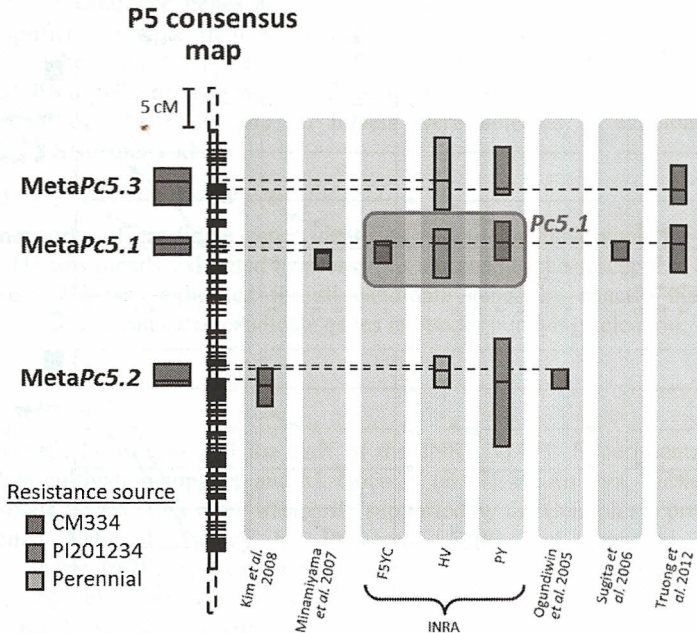 P5 consensus
map
5 cM
MetaPc5.3
MetaPc5.1
Pc5.1
MetaPc5.2
Resistance source
CM334
PI201234
Perennial
Kim et al.
2008
Minamiyama
et al. 2007
F5YC
HV
PY
INRA
Ogundiwin
et al. 2005
Sugita et
al. 2006
Truong et
al. 2012